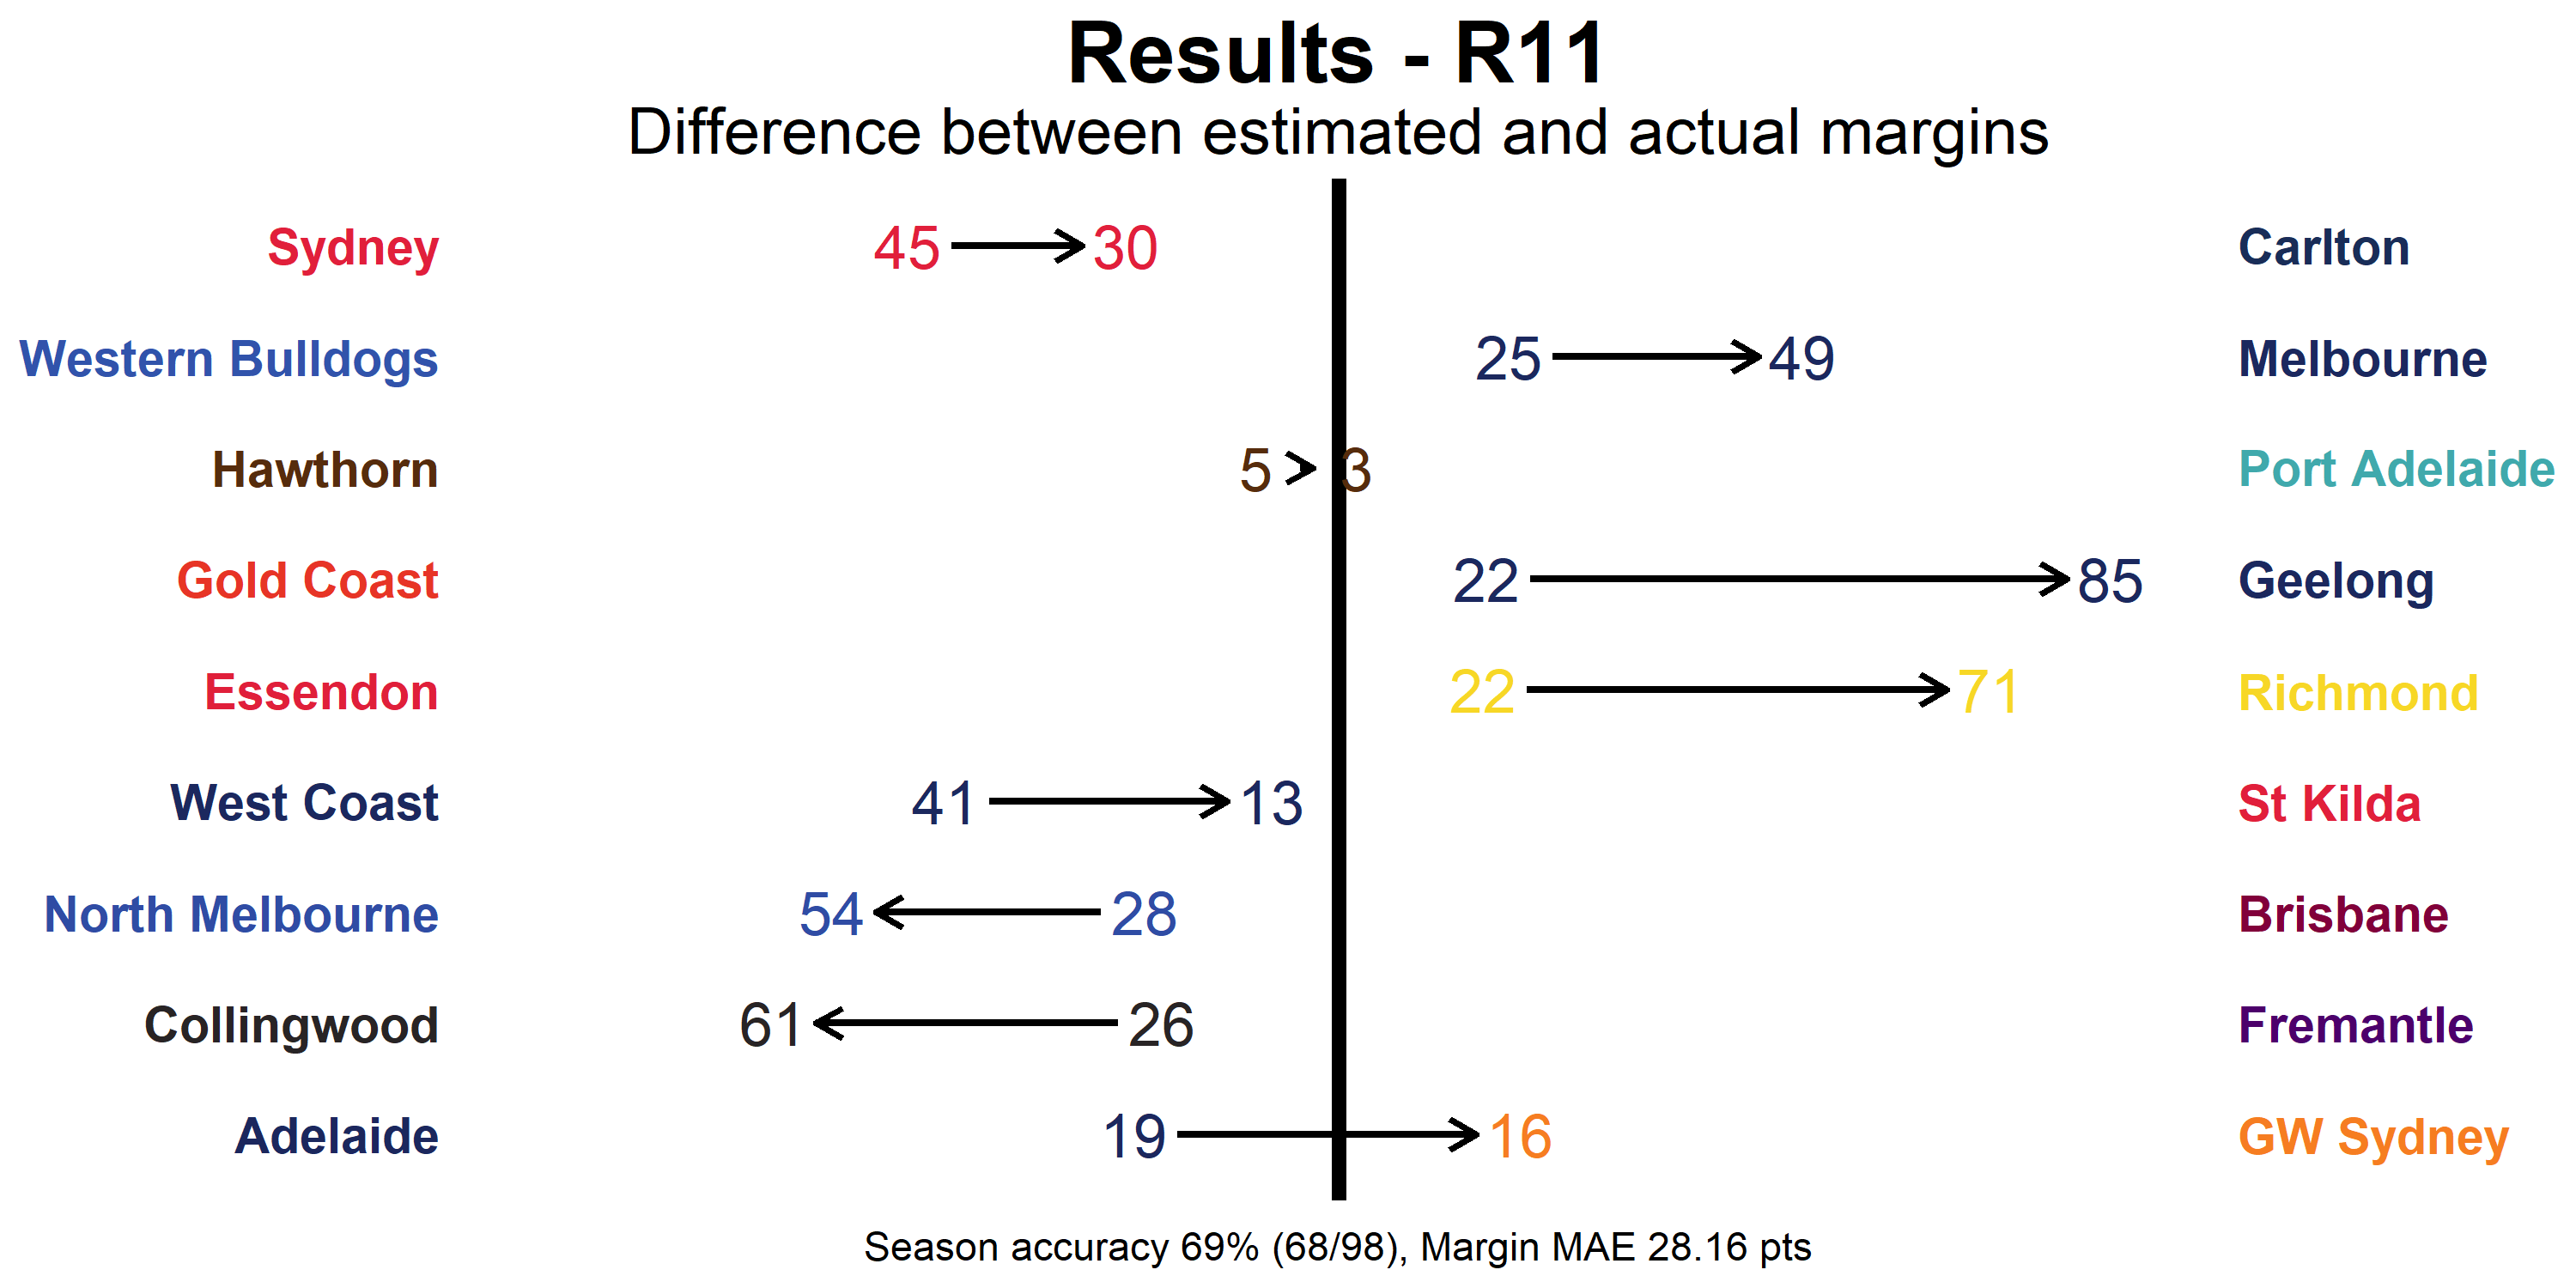 Results - R11
Difference between estimated and actual margins
Sydney 45 30 Carlton
Western Bulldogs 25 49 Melbourne
Hawthorn 5 3 Port Adelaide
Gold Coast 22 85 Geelong
Essendon 22 71 Richmond
West Coast 41 13 St Kilda
North Melbourne 54 28 Brisbane
Collingwood 61 26 Fremantle
Adelaide 19 16 GW Sydney
Season accuracy 69% (68/98), Margin MAE 28.16 pts